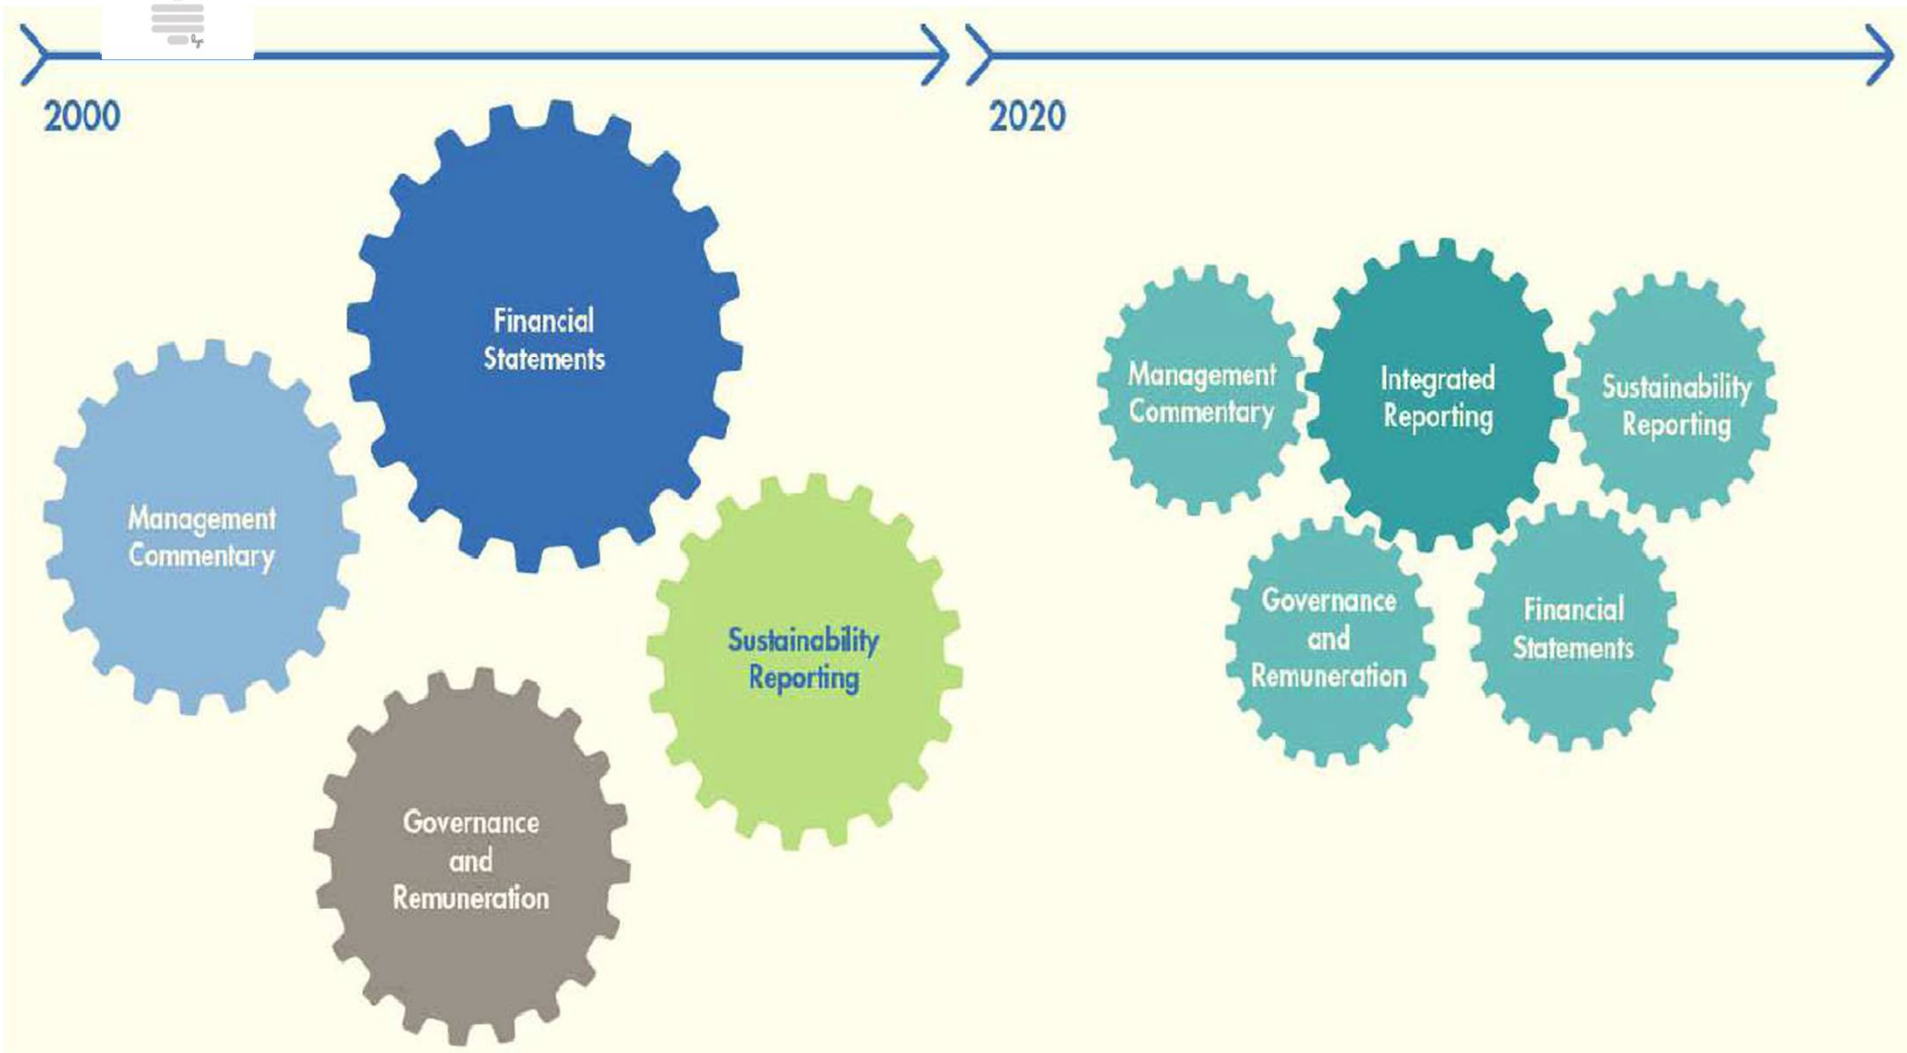 2000
2020
Financial
Statements
Management
Commentary
Sustainability
Reporting
Governance
and
Remuneration
Management
Commentary
Integrated
Reporting
Sustainability
Reporting
Governance
and
Remuneration
Financial
Statements